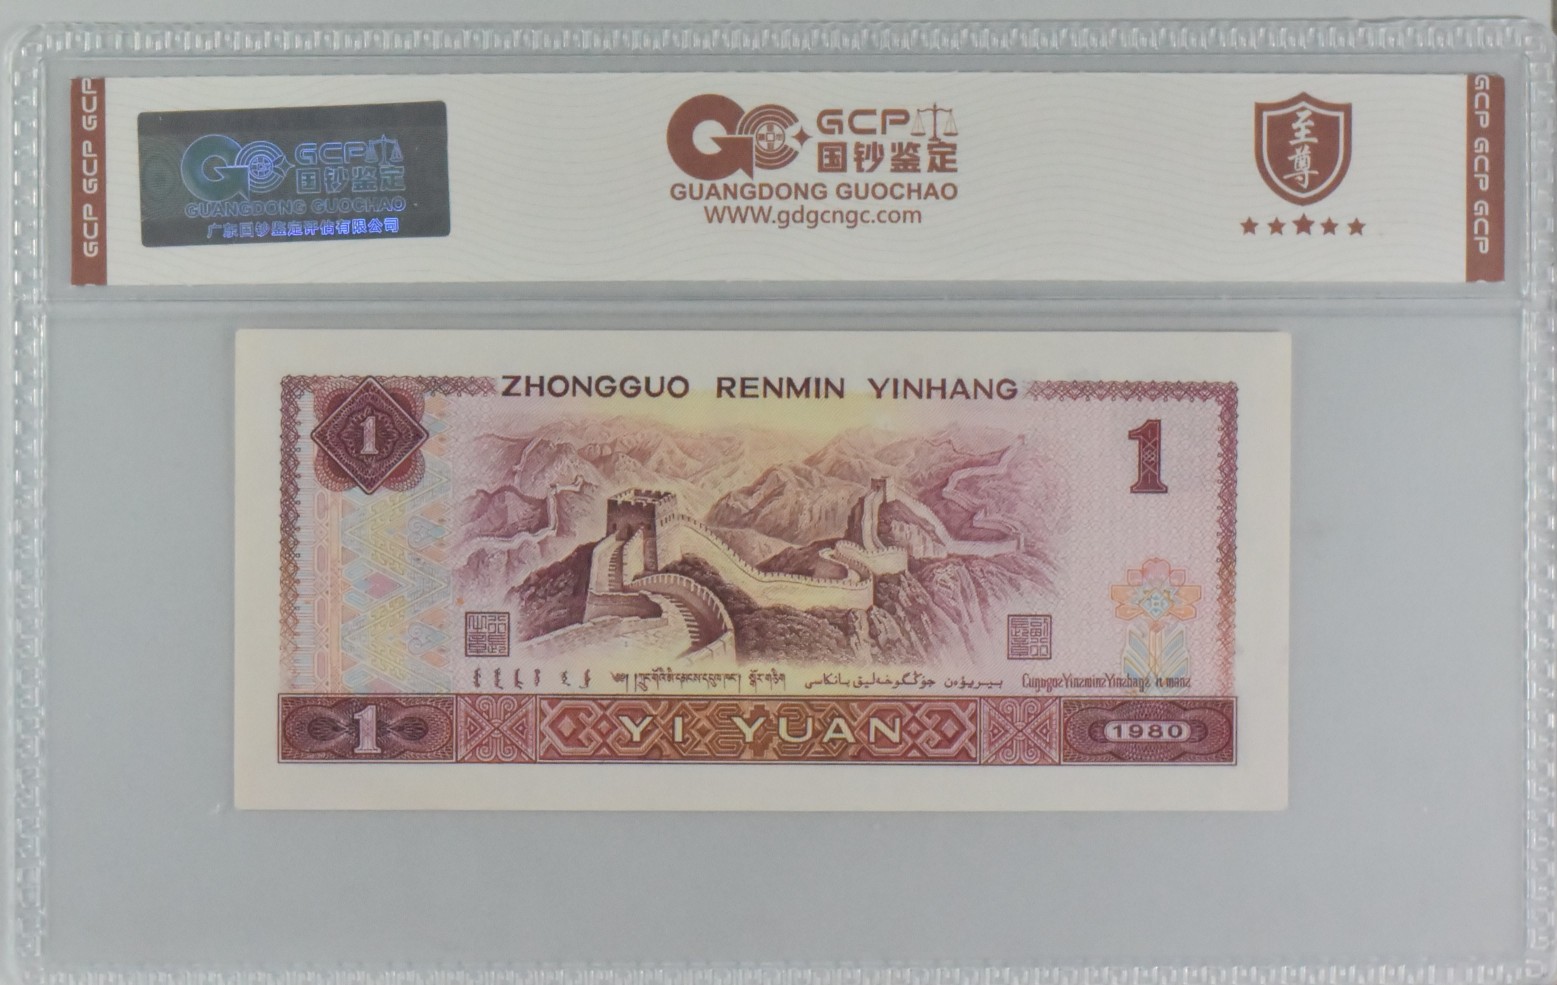 GCP GCP GCP
GCP
国钞鉴定
GUANGDONG GUOCHAO
广东国钞鉴定评估有限公司
GCP
国钞鉴定
GUANGDONG GUOCHAO
WWW.gdgcngc.com
至尊
GCP GCP GCP
ZHONGGUO RENMIN YINHANG
1
1
1
YI YUAN
1980